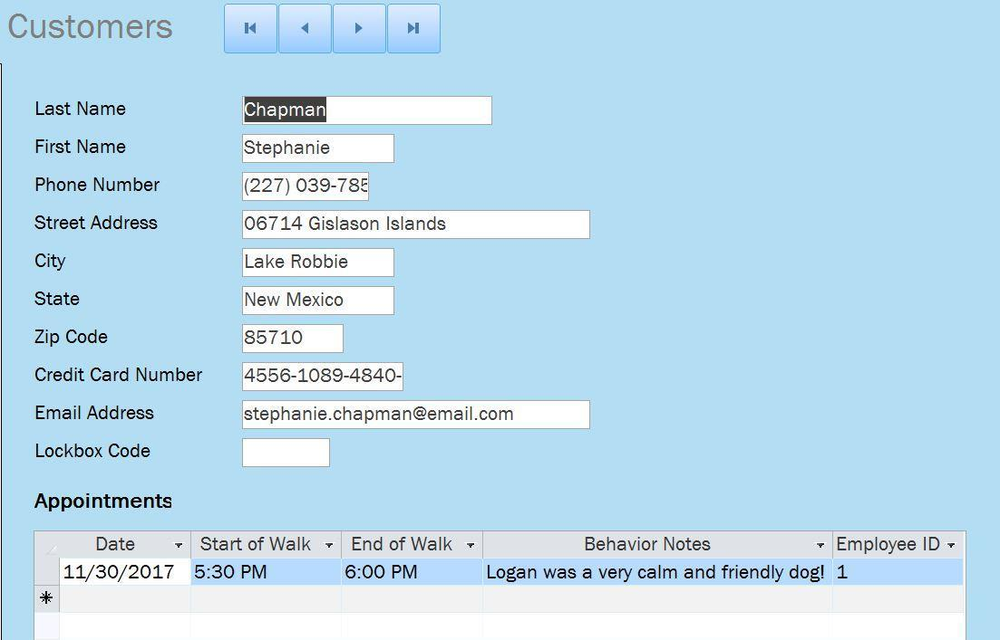 Customers
Last Name Chapman
First Name Stephanie
Phone Number (227) 039-785
Street Address 06714 Gislason Islands
City Lake Robbie
State New Mexico
Zip Code 85710
Credit Card Number 4556-1089-4840-
Email Address stephanie.chapman@email.com
Lockbox Code
Appointments
Date Start of Walk End of Walk Behavior Notes Employee ID
11/30/2017 5:30 PM 6:00 PM Logan was a very calm and friendly dog! 1